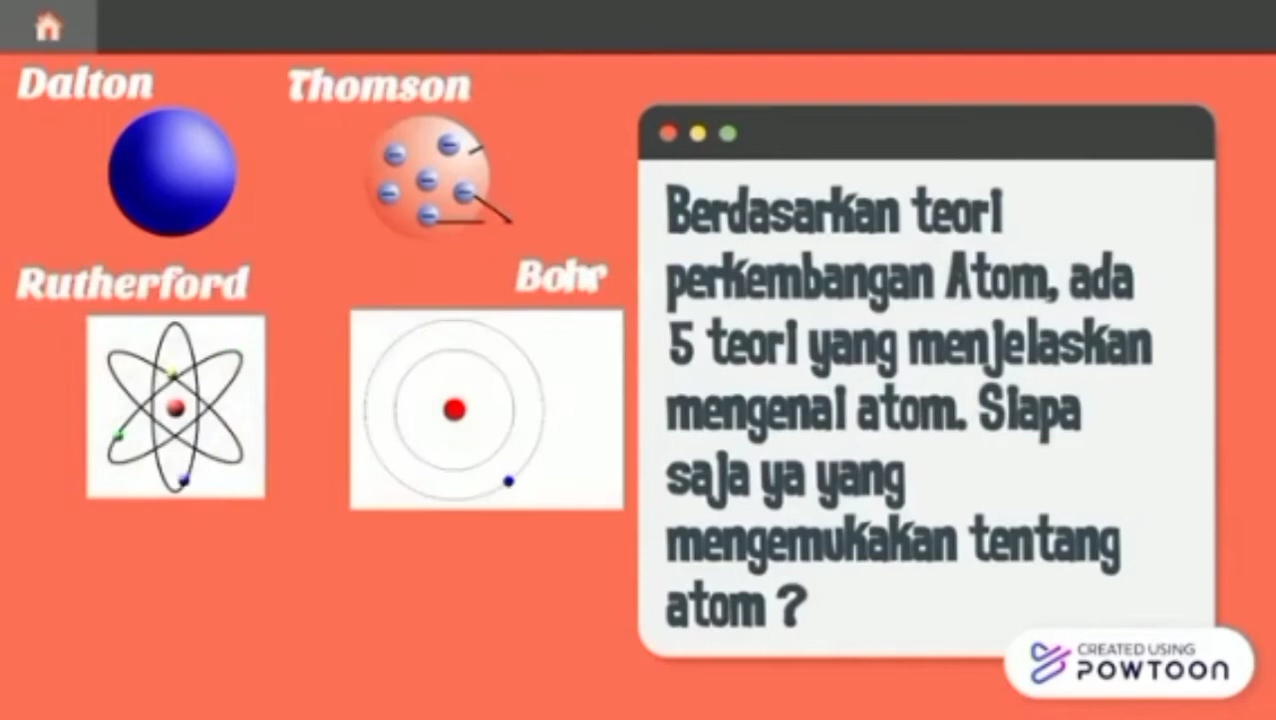 Dalton
Thomson
Rutherford
Bohr
Berdasarkan teori
perkembangan Atom, ada
5 teori yang menjelaskan
mengenai atom. Siapa
saja ya yang
mengemukakan tentang
atom ?
CREATED USING
POWTOON